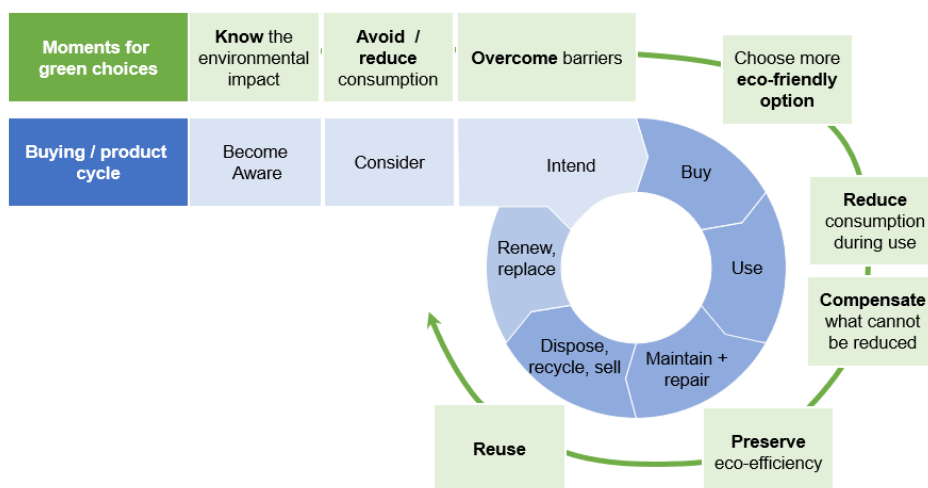 Moments for
green choices
Know the
environmental
impact
Avoid /
reduce
consumption
Overcome barriers
Choose more
eco-friendly
option
Buying / product
cycle
Become
Aware
Consider
Intend
Buy
Reduce
consumption
during use
Use
Renew,
replace
Compensate
what cannot
be reduced
Dispose,
recycle, sell
Maintain +
repair
Reuse
Preserve
eco-efficiency